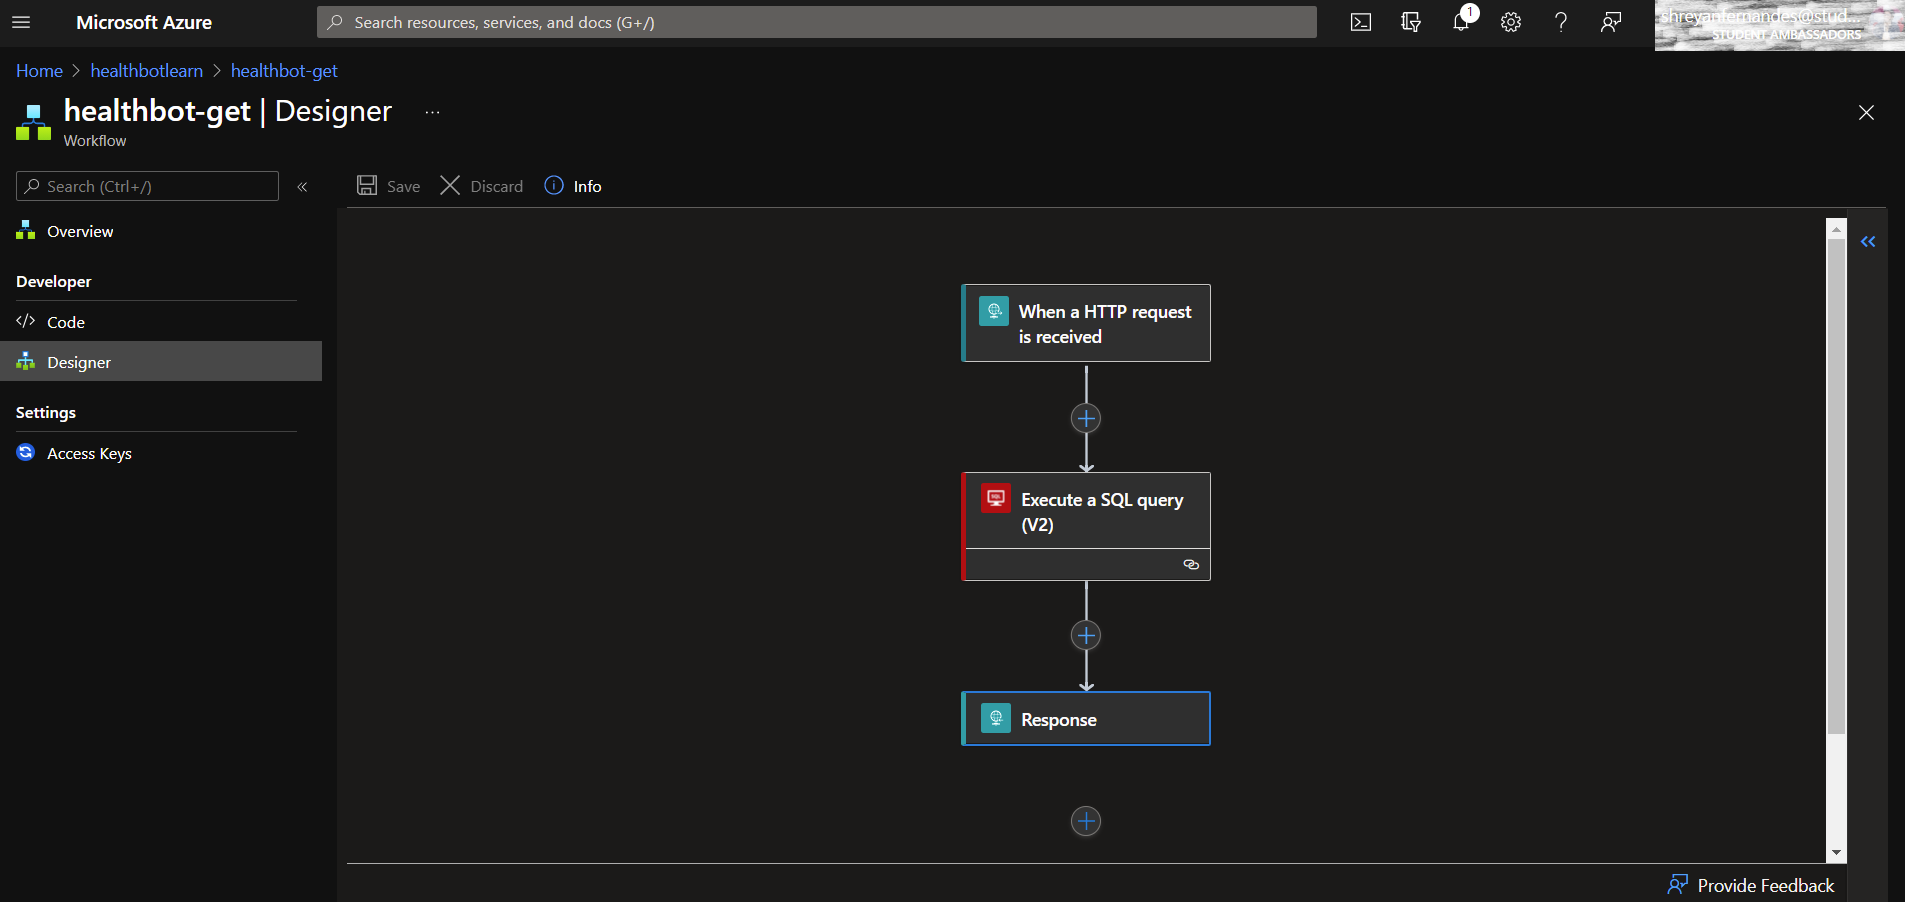 Microsoft Azure
Search resources, services, and docs (G+/)
1
shreyanfernandes@stud...
STUDENT AMBASSADORS
Home > healthbotlearn > healthbot-get
healthbot-get | Designer ...
Workflow
Search (Ctrl+/)
«
Save
Discard
Info
Overview
Developer
Code
Designer
Settings
Access Keys
When a HTTP request
is received
Execute a SQL query
(V2)
Response
Provide Feedback